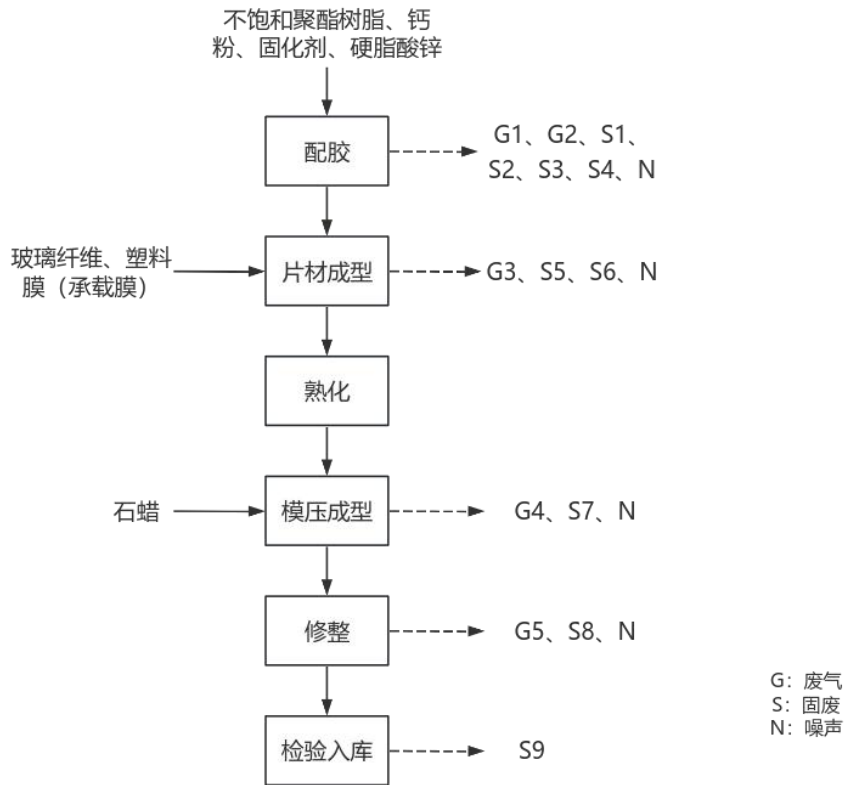 不饱和聚酯树脂、钙
粉、固化剂、硬脂酸锌
配胶
G1、G2、S1、
S2、S3、S4、N
玻璃纤维、塑料
膜（承载膜）
片材成型
G3、S5、S6、N
熟化
石蜡
模压成型
G4、S7、N
修整
G5、S8、N
检验入库
S9
G：废气
S：固废
N：噪声